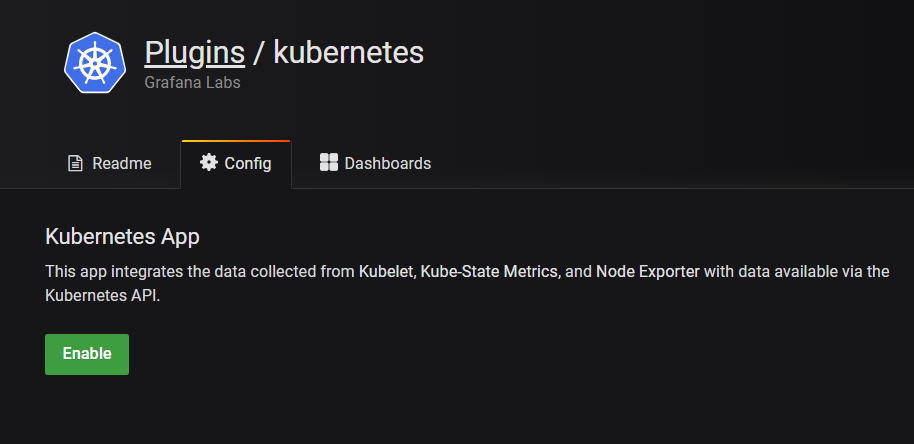 Plugins / kubernetes
Grafana Labs
Readme
Config
Dashboards
Kubernetes App
This app integrates the data collected from Kubelet, Kube-State Metrics, and Node Exporter with data available via the
Kubernetes API.
Enable